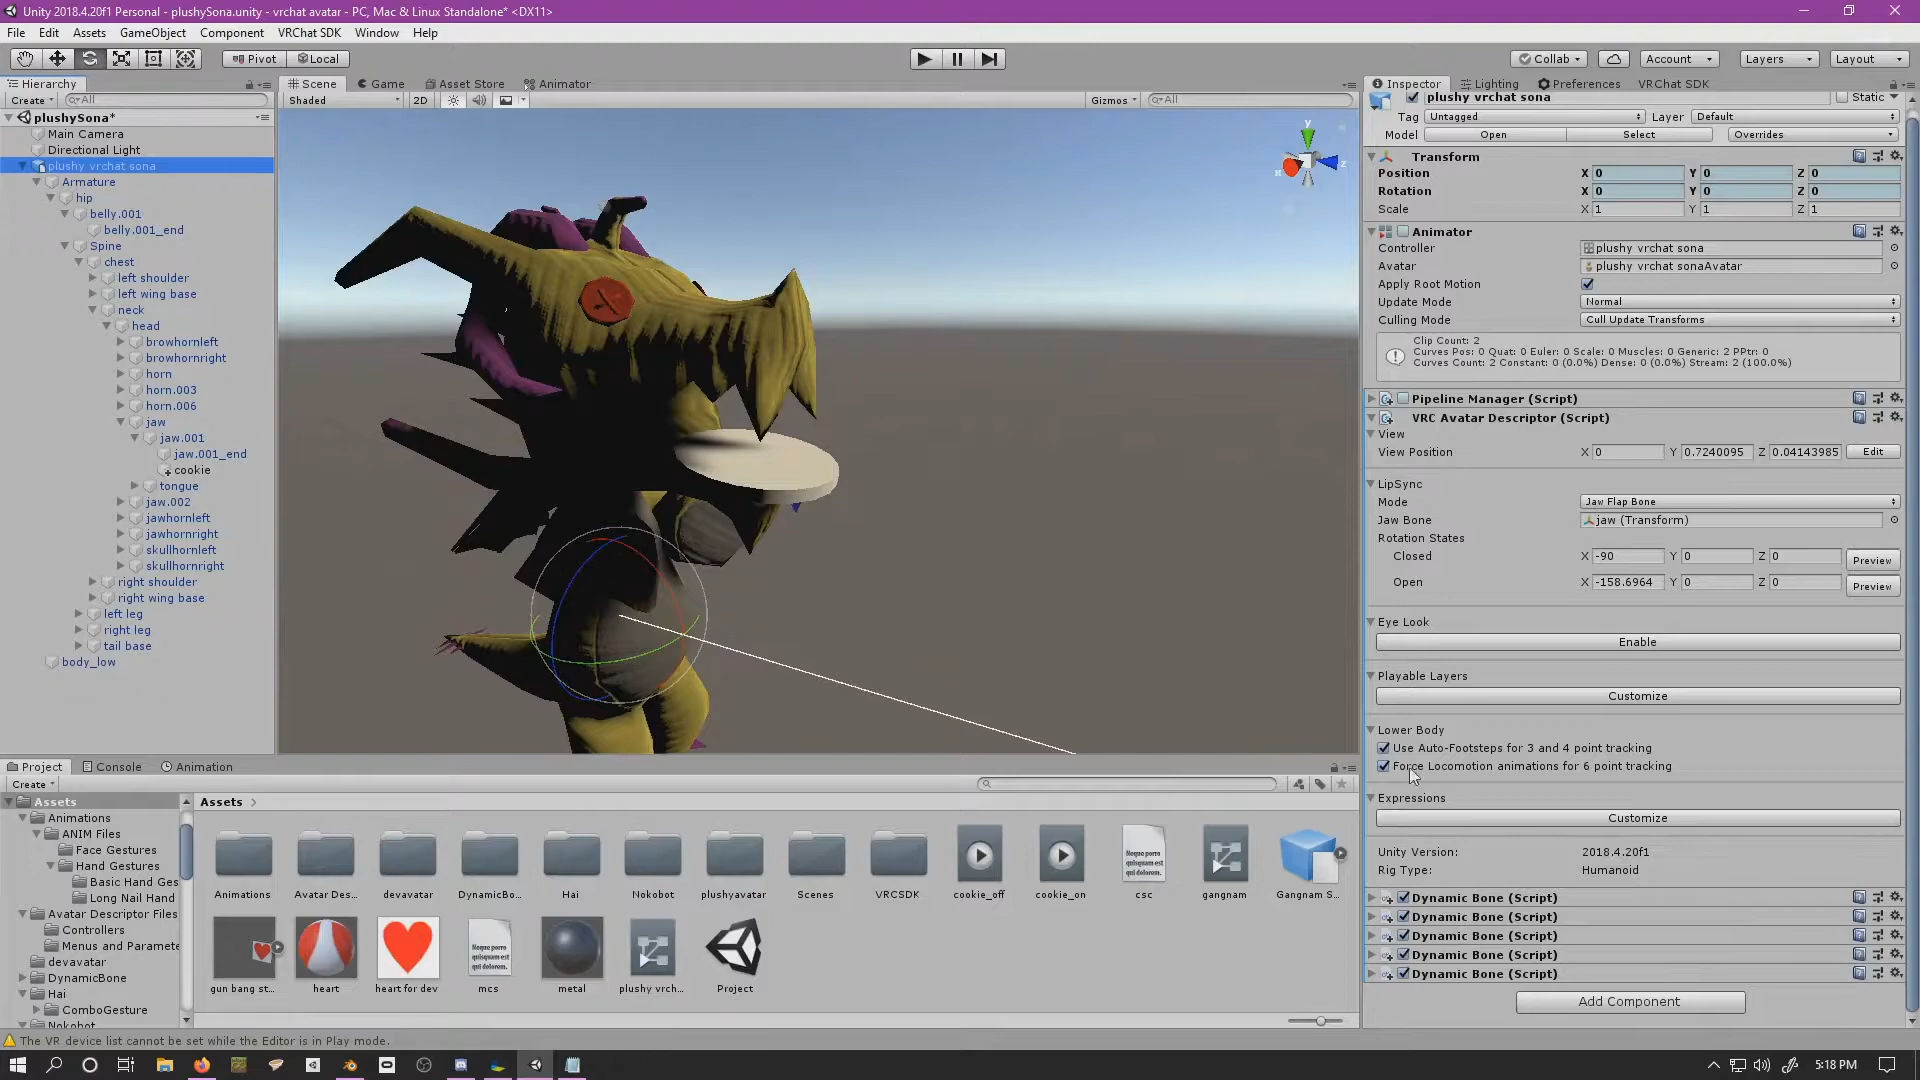 Unity 2018.4.20f1 Personal - plushySona.unity - vrchat avatar - PC, Mac & Linux Standalone* <DX11>
File Edit Assets GameObject Component VRChat SDK Window Help
Pivot Local Collab Account Layers Layout
Hierarchy Scene Game Asset Store Animator Inspector Lighting Preferences VRChat SDK
Create All Shaded 2D Gizmos All
plushySona*
Main Camera
Directional Light
plushy vrchat sona
Armature
hip
belly.001
belly.001_end
Spine
chest
left shoulder
left wing base
neck
head
browhornleft
browhornright
horn
horn.003
horn.006
jaw
jaw.001
jaw.001_end
cookie
tongue
jaw.002
jawhornleft
jawhornright
skullhornleft
skullhornright
right shoulder
right wing base
left leg
right leg
tail base
body_low
y
x
z
plushy vrchat sona Static
Tag Untagged Layer Default
Model Open Select Overrides
Transform
Position X 0 Y 0 Z 0
Rotation X 0 Y 0 Z 0
Scale X 1 Y 1 Z 1
Animator
Controller plushy vrchat sona
Avatar plushy vrchat sonaAvatar
Apply Root Motion
Update Mode Normal
Culling Mode Cull Update Transforms
Clip Count: 2
Curves Pos: 0 Quat: 0 Euler: 0 Scale: 0 Muscles: 0 Generic: 2 PPtr: 0
Curves Count: 2 Constant: 0 (0.0%) Dense: 0 (0.0%) Stream: 2 (100.0%)
Pipeline Manager (Script)
VRC Avatar Descriptor (Script)
View
View Position X 0 Y 0.7240095 Z 0.04143985 Edit
LipSync
Mode Jaw Flap Bone
Jaw Bone jaw (Transform)
Rotation States
Closed X -90 Y 0 Z 0 Preview
Open X -158.6964 Y 0 Z 0 Preview
Eye Look
Enable
Playable Layers
Customize
Lower Body
Use Auto-Footsteps for 3 and 4 point tracking
Force Locomotion animations for 6 point tracking
Expressions
Customize
Unity Version: 2018.4.20f1
Rig Type: Humanoid
Dynamic Bone (Script)
Dynamic Bone (Script)
Dynamic Bone (Script)
Dynamic Bone (Script)
Dynamic Bone (Script)
Add Component
Project Console Animation
Create
Assets
Animations
ANIM Files
Face Gestures
Hand Gestures
Basic Hand Ges
Long Nail Hand
Avatar Descriptor Files
Controllers
Menus and Paramete
devavatar
DynamicBone
Hai
ComboGesture
Nokobot
Assets
Animations Avatar Des... devavatar DynamicBo... Hai Nokobot plushyavatar Scenes VRCSDK cookie_off cookie_on csc gangnam Gangnam S...
gun bang st... heart heart for dev mcs metal plushy vrch... Project
The VR device list cannot be set while the Editor is in Play mode.
5:18 PM